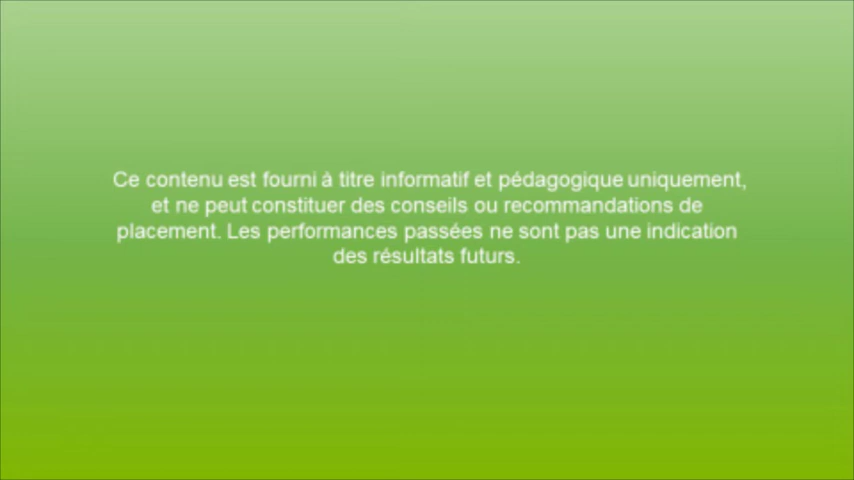 Ce contenu est fourni à titre informatif et pédagogique uniquement,
et ne peut constituer des conseils ou recommandations de
placement. Les performances passées ne sont pas une indication
des résultats futurs.